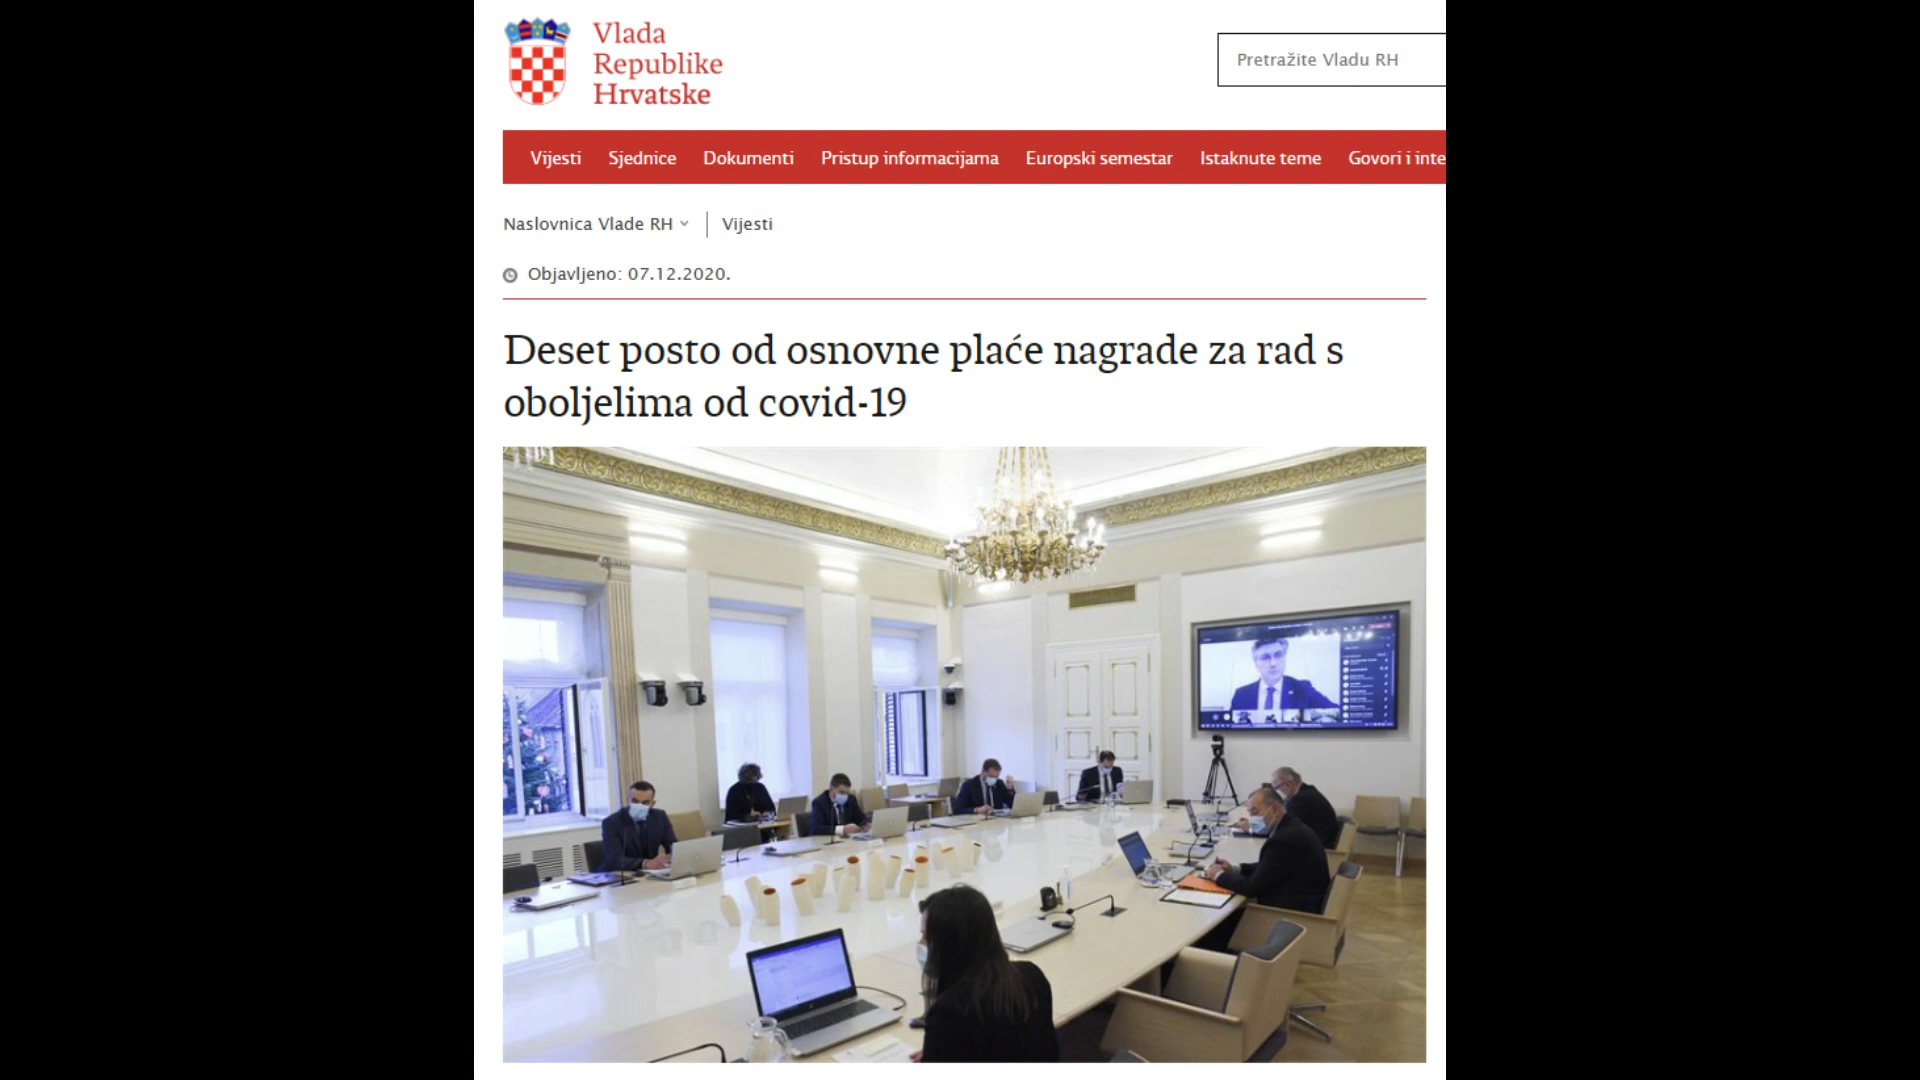 Vlada
Republike
Hrvatske
Pretražite Vladu RH
Vijesti Sjednice Dokumenti Pristup informacijama Europski semestar Istaknute teme Govori i inte
Naslovnica Vlade RH Vijesti
Objavljeno: 07.12.2020.
Deset posto od osnovne plaće nagrade za rad s
oboljelima od covid-19